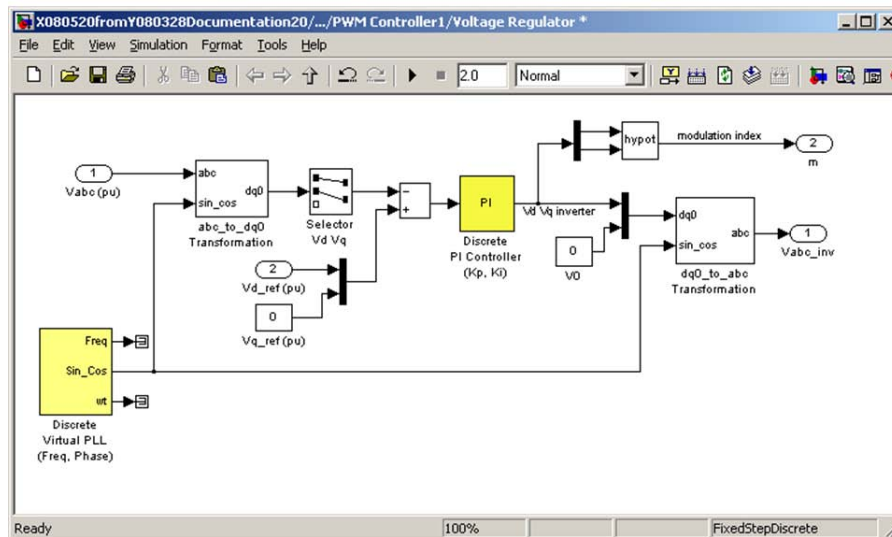 X080520fromY080328Documentation20/.../PWM Controller1/Voltage Regulator *
File Edit View Simulation Format Tools Help
2.0 Normal
1
Vabc (pu)
abc
sin_cos
dq0
abc_to_dq0
Transformation
Selector
Vd Vq
2
Vd_ref (pu)
0
Vq_ref (pu)
−
+
PI
Discrete
PI Controller
(Kp, Ki)
Vd Vq inverter
hypot
modulation index
2
m
0
V0
dq0
sin_cos
abc
dq0_to_abc
Transformation
1
Vabc_inv
Freq
Sin_Cos
wt
Discrete
Virtual PLL
(Freq, Phase)
Ready 100% FixedStepDiscrete